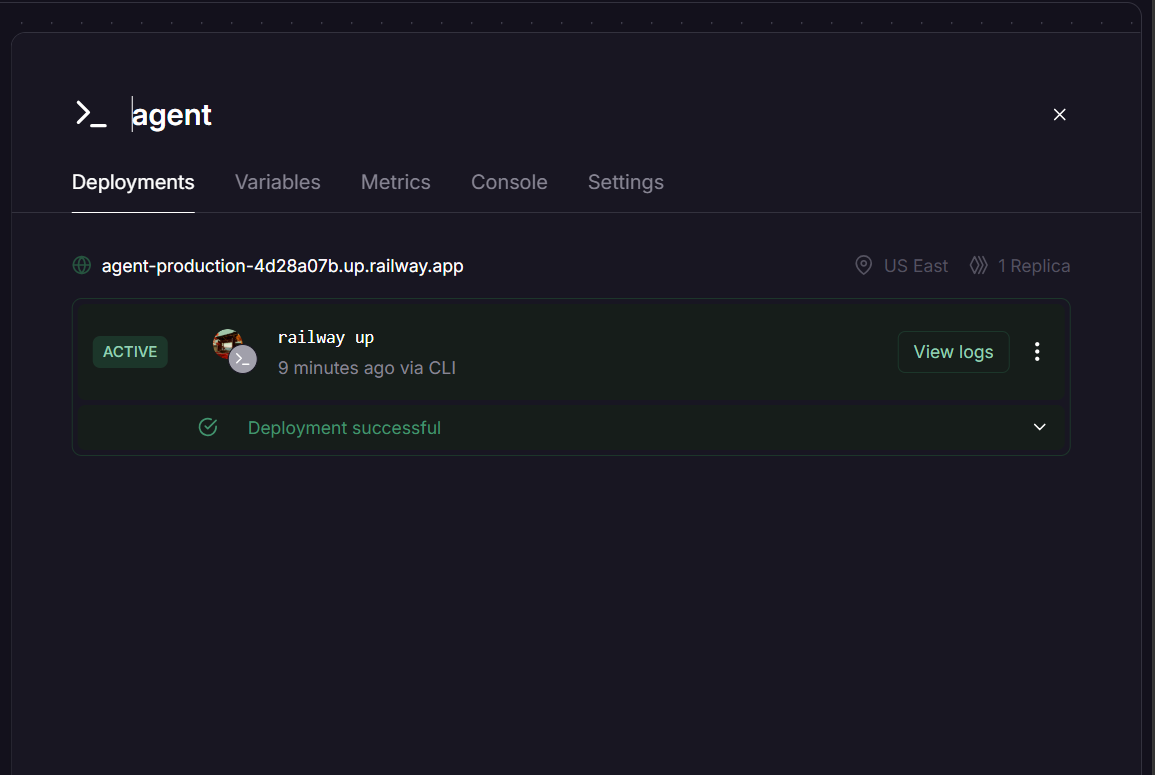 >_ agent
Deployments Variables Metrics Console Settings
agent-production-4d28a07b.up.railway.app US East 1 Replica
ACTIVE railway up View logs
9 minutes ago via CLI
Deployment successful